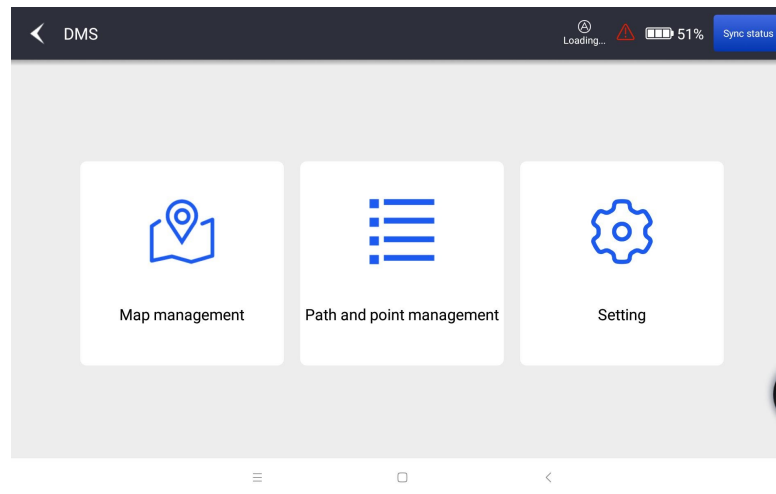 DMS
A
Loading...
51%
Sync status
Map management
Path and point management
Setting